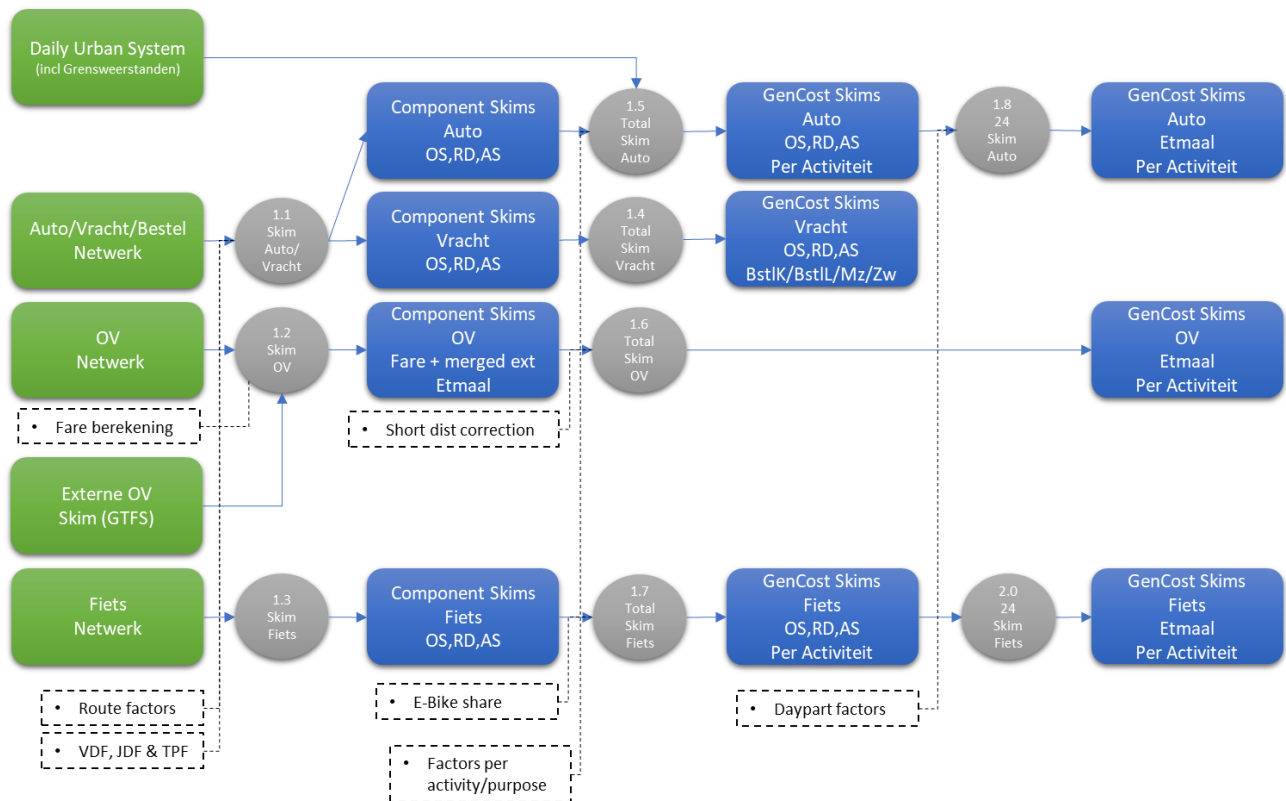 Daily Urban System
(incl Grensweerstanden)
Component Skims
Auto
OS,RD,AS
1.5
Total
Skim
Auto
GenCost Skims
Auto
OS,RD,AS
Per Activiteit
1.8
24
Skim
Auto
GenCost Skims
Auto
Etmaal
Per Activiteit
Auto/Vracht/Bestel
Netwerk
1.1
Skim
Auto/
Vracht
Component Skims
Vracht
OS,RD,AS
1.4
Total
Skim
Vracht
GenCost Skims
Vracht
OS,RD,AS
BstlK/BstlL/Mz/Zw
OV
Netwerk
1.2
Skim
OV
Component Skims
OV
Fare + merged ext
Etmaal
1.6
Total
Skim
OV
GenCost Skims
OV
Etmaal
Per Activiteit
• Fare berekening
• Short dist correction
Externe OV
Skim (GTFS)
Fiets
Netwerk
1.3
Skim
Fiets
Component Skims
Fiets
OS,RD,AS
1.7
Total
Skim
Fiets
GenCost Skims
Fiets
OS,RD,AS
Per Activiteit
2.0
24
Skim
Fiets
GenCost Skims
Fiets
Etmaal
Per Activiteit
• Route factors
• E-Bike share
• Daypart factors
• VDF, JDF & TPF
• Factors per
activity/purpose